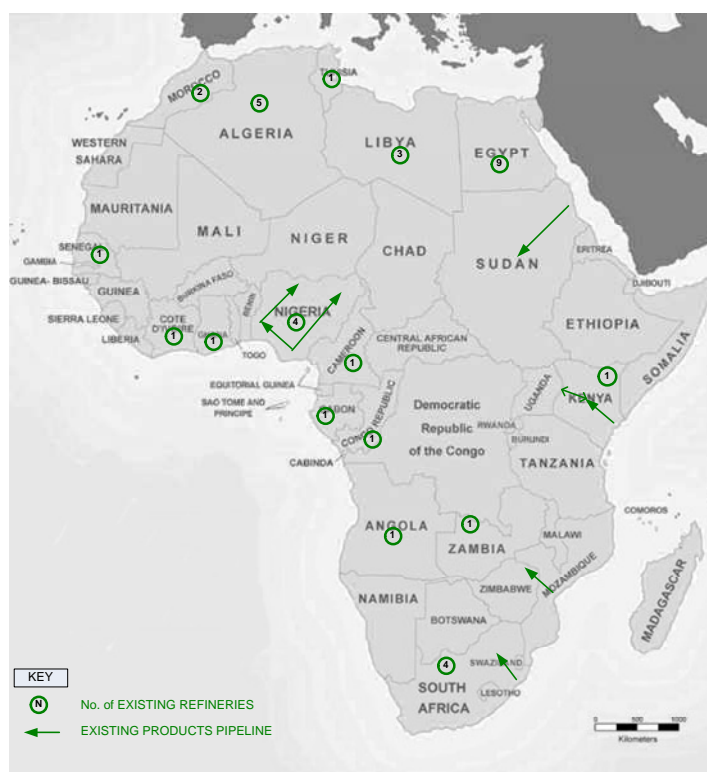 TUNISIA
1
MOROCCO
2
5
ALGERIA
LIBYA
3
EGYPT
9
WESTERN
SAHARA
MAURITANIA
MALI
NIGER
CHAD
SUDAN
ERITREA
DJIBOUTI
SENEGAL
1
GAMBIA
GUINEA- BISSAU
GUINEA
BURKINA FASO
BENIN
NIGERIA
4
SIERRA LEONE
LIBERIA
COTE
D'IVOIRE
1
GHANA
1
TOGO
CAMEROON
1
CENTRAL AFRICAN
REPUBLIC
ETHIOPIA
SOMALIA
EQUITORIAL GUINEA
SAO TOME AND
PRINCIPE
GABON
1
CONGO REPUBLIC
1
CABINDA
Democratic
Republic
of the Congo
UGANDA
RWANDA
BURUNDI
1
KENYA
TANZANIA
COMOROS
ANGOLA
1
1
ZAMBIA
MALAWI
MOZAMBIQUE
ZIMBABWE
MADAGASCAR
NAMIBIA
BOTSWANA
4
SWAZILAND
SOUTH
AFRICA
LESOTHO
KEY
N No. of EXISTING REFINERIES
EXISTING PRODUCTS PIPELINE
0 500 1000
Kilometers